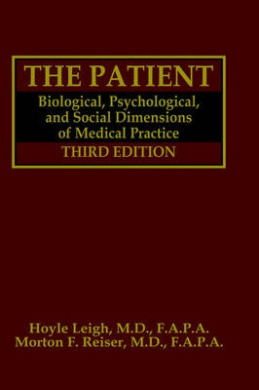 THE PATIENT
Biological, Psychological,
and Social Dimensions
of Medical Practice
THIRD EDITION
Hoyle Leigh, M.D., F.A.P.A.
Morton F. Reiser, M.D., F.A.P.A.